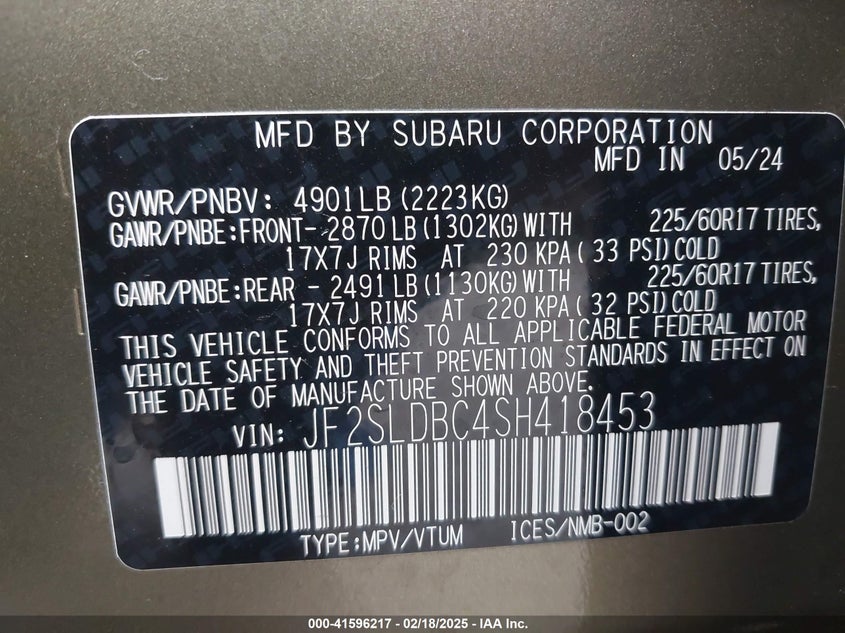 MFD BY SUBARU CORPORATION
MFD IN 05/24
GVWR/PNBV: 4901LB (2223KG)
GAWR/PNBE:FRONT- 2870 LB (1302KG) WITH 225/60R17 TIRES,
17X7J RIMS AT 230 KPA( 33 PSI) COLD
GAWR/PNBE:REAR - 2491 LB (1130KG) WITH 225/60R17 TIRES,
17X7J RIMS AT 220 KPA( 32 PSI) COLD
THIS VEHICLE CONFORMS TO ALL APPLICABLE FEDERAL MOTOR
VEHICLE SAFETY AND THEFT PREVENTION STANDARDS IN EFFECT ON
THE DATE OF MANUFACTURE SHOWN ABOVE.
VIN: JF2SLDBC4SH418453
TYPE:MPV/VTUM ICES/NMB-002
000-41596217 - 02/18/2025 - IAA Inc.